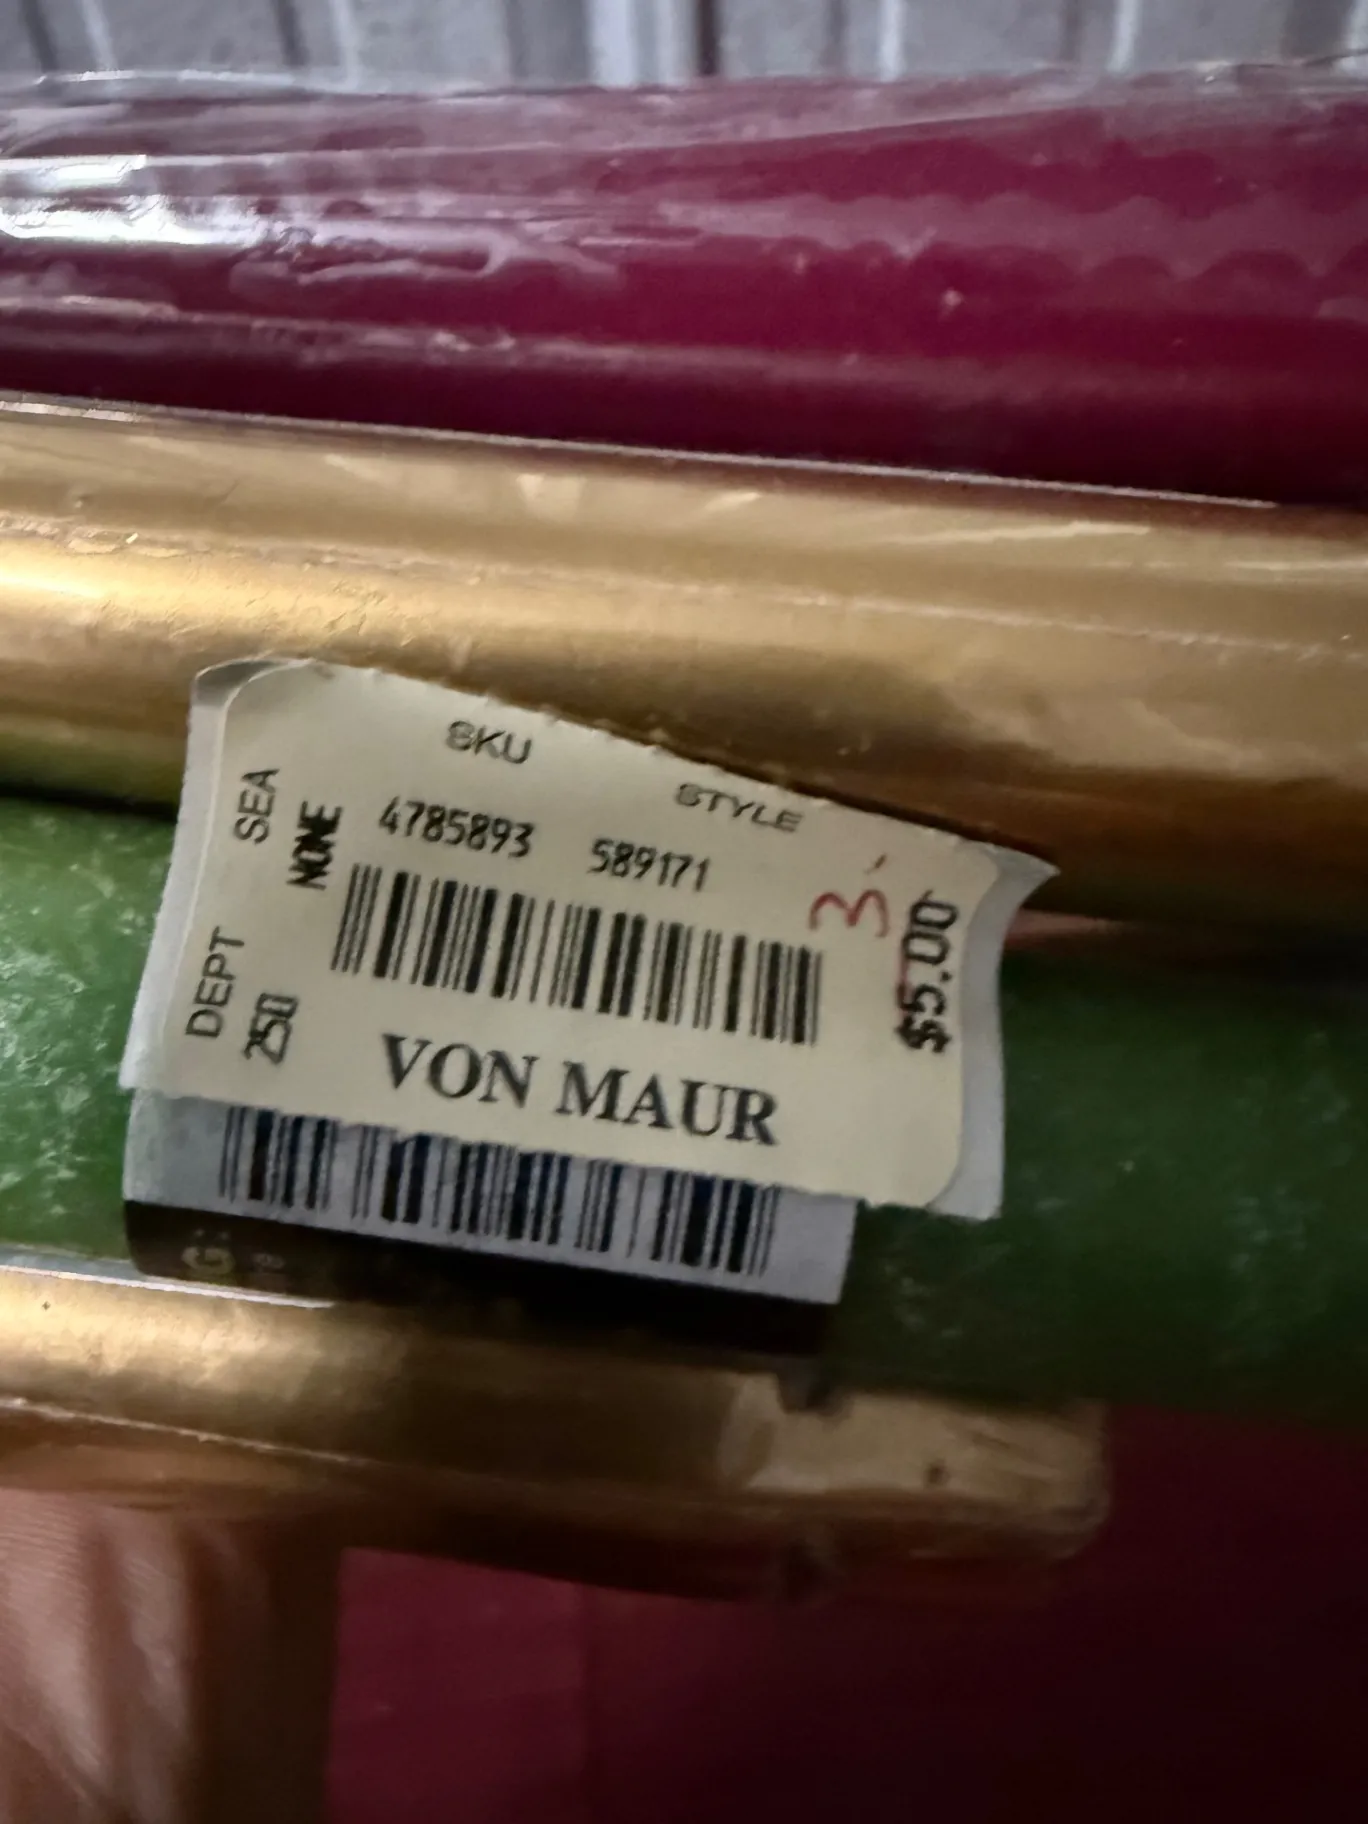 SKU STYLE
4785893 589171
SEA
NONE
DEPT
250
3.-
$5.00
VON MAUR
G: